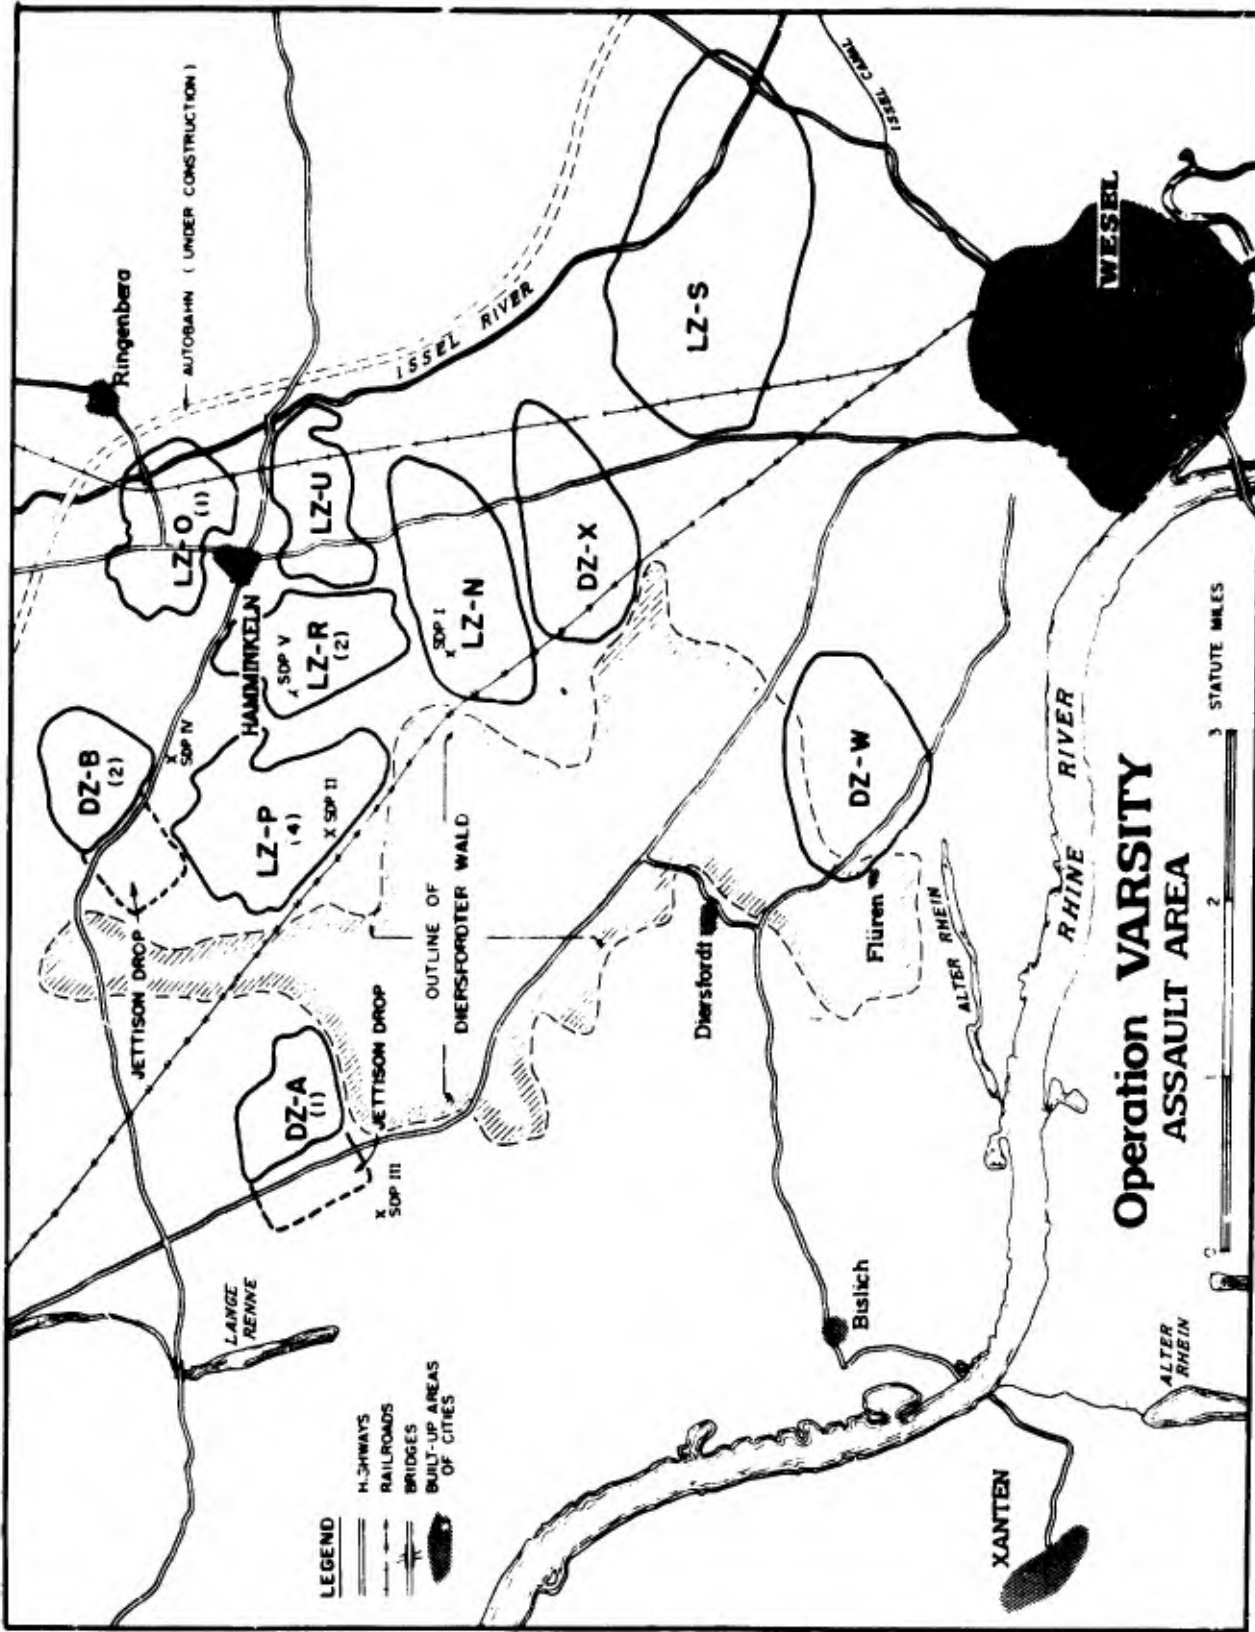 Ringenberg
← AUTOBAHN ( UNDER CONSTRUCTION )
ISSEL CANAL
ISSEL RIVER
WESEL
LZ-S
LZ-O
(1)
LZ-U
HAMMINKELN
SDP V
LZ-R
(2)
SDP I
X
LZ-N
DZ-X
DZ-B
(2)
X
SDP IV
LZ-P
(4)
X SDP II
JETTISON DROP
OUTLINE OF
DIERSFORDTER WALD
DZ-W
Flüren
Diersfordt
DZ-A
(1)
JETTISON DROP
X
SDP III
ALTER RHEIN
RHINE RIVER
LANGE
RENNE
Bislich
XANTEN
ALTER
RHEIN
LEGEND
HIGHWAYS
RAILROADS
BRIDGES
BUILT-UP AREAS
OF CITIES
Operation VARSITY
ASSAULT AREA
0 1 2 3 STATUTE MILES